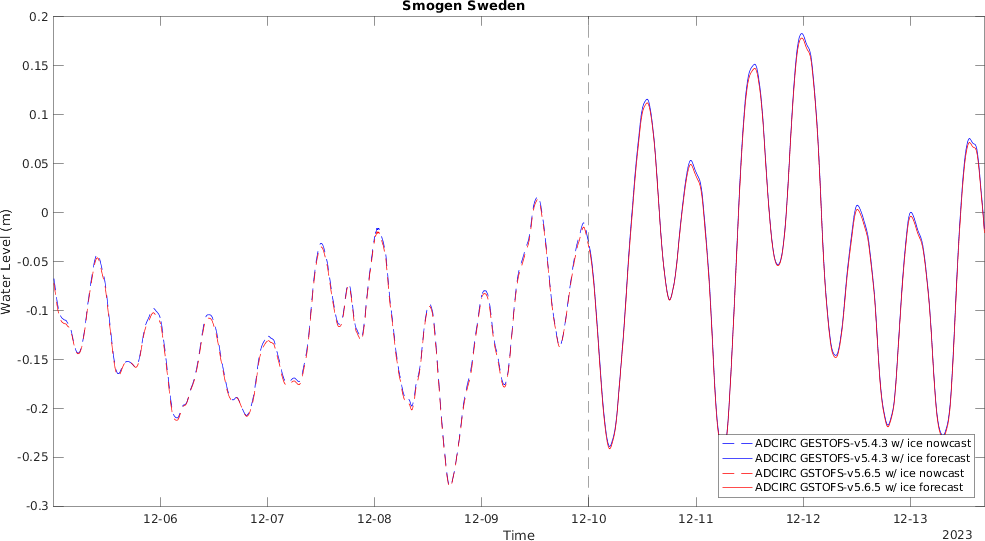 Smogen Sweden
0.2
0.15
0.1
0.05
0
-0.05
-0.1
-0.15
-0.2
-0.25
-0.3
Water Level (m)
ADCIRC GESTOFS-v5.4.3 w/ ice nowcast
ADCIRC GESTOFS-v5.4.3 w/ ice forecast
ADCIRC GSTOFS-v5.6.5 w/ ice nowcast
ADCIRC GSTOFS-v5.6.5 w/ ice forecast
12-06 12-07 12-08 12-09 12-10 12-11 12-12 12-13
Time
2023